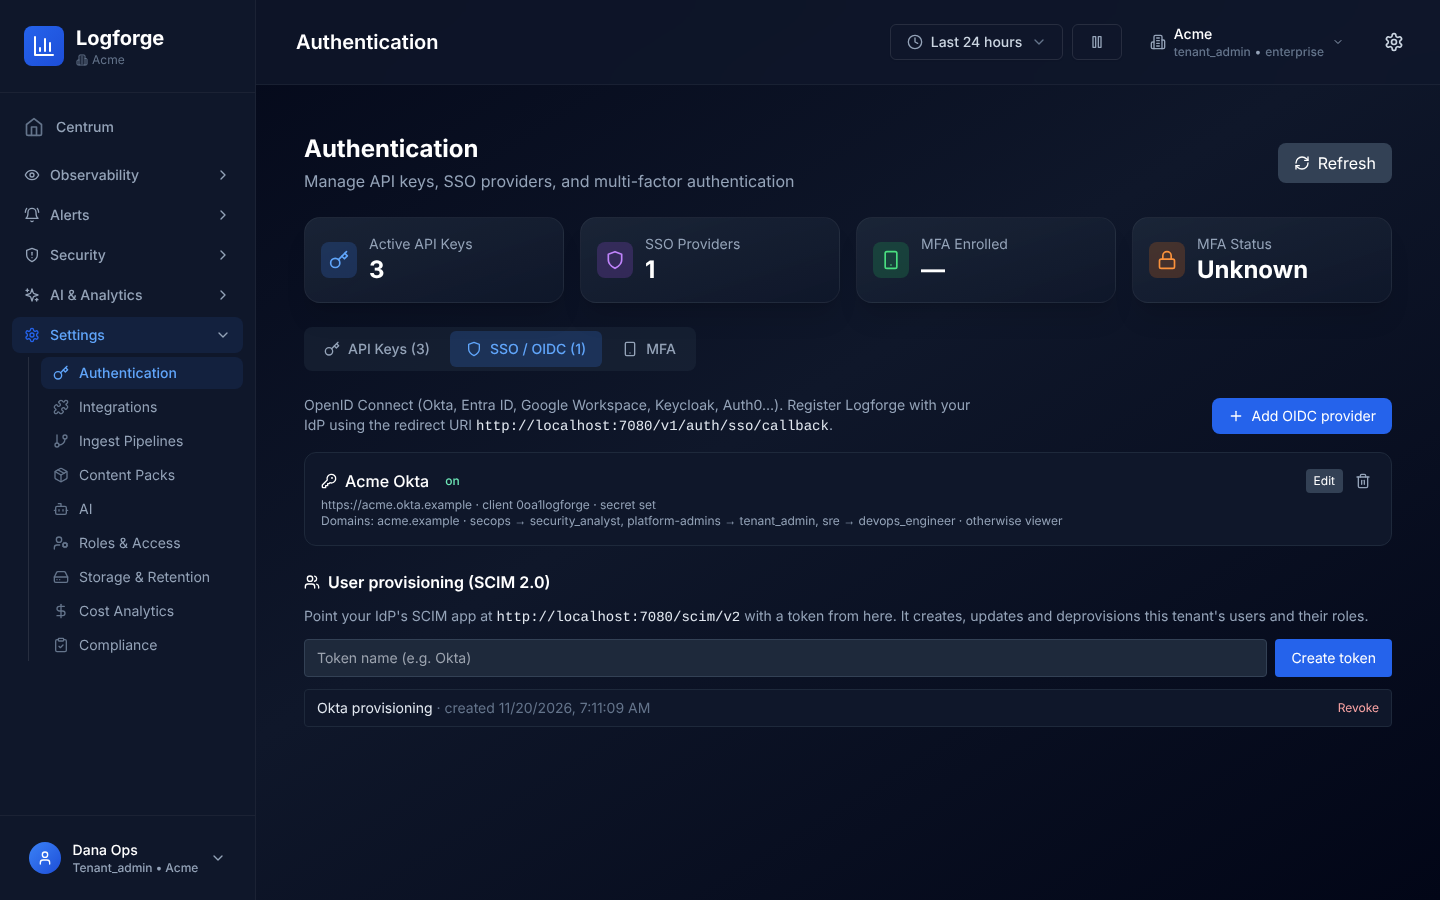 Logforge
Acme
Authentication
Last 24 hours
Acme
tenant_admin • enterprise
Centrum
Observability
Alerts
Security
AI & Analytics
Settings
Authentication
Integrations
Ingest Pipelines
Content Packs
AI
Roles & Access
Storage & Retention
Cost Analytics
Compliance
Dana Ops
Tenant_admin • Acme
Authentication
Manage API keys, SSO providers, and multi-factor authentication
Refresh
Active API Keys
3
SSO Providers
1
MFA Enrolled
—
MFA Status
Unknown
API Keys (3)
SSO / OIDC (1)
MFA
OpenID Connect (Okta, Entra ID, Google Workspace, Keycloak, Auth0...). Register Logforge with your
IdP using the redirect URI http://localhost:7080/v1/auth/sso/callback.
Add OIDC provider
Acme Okta on
Edit
https://acme.okta.example · client 0oa1logforge · secret set
Domains: acme.example · secops → security_analyst, platform-admins → tenant_admin, sre → devops_engineer · otherwise viewer
User provisioning (SCIM 2.0)
Point your IdP's SCIM app at http://localhost:7080/scim/v2 with a token from here. It creates, updates and deprovisions this tenant's users and their roles.
Token name (e.g. Okta)
Create token
Okta provisioning · created 11/20/2026, 7:11:09 AM
Revoke